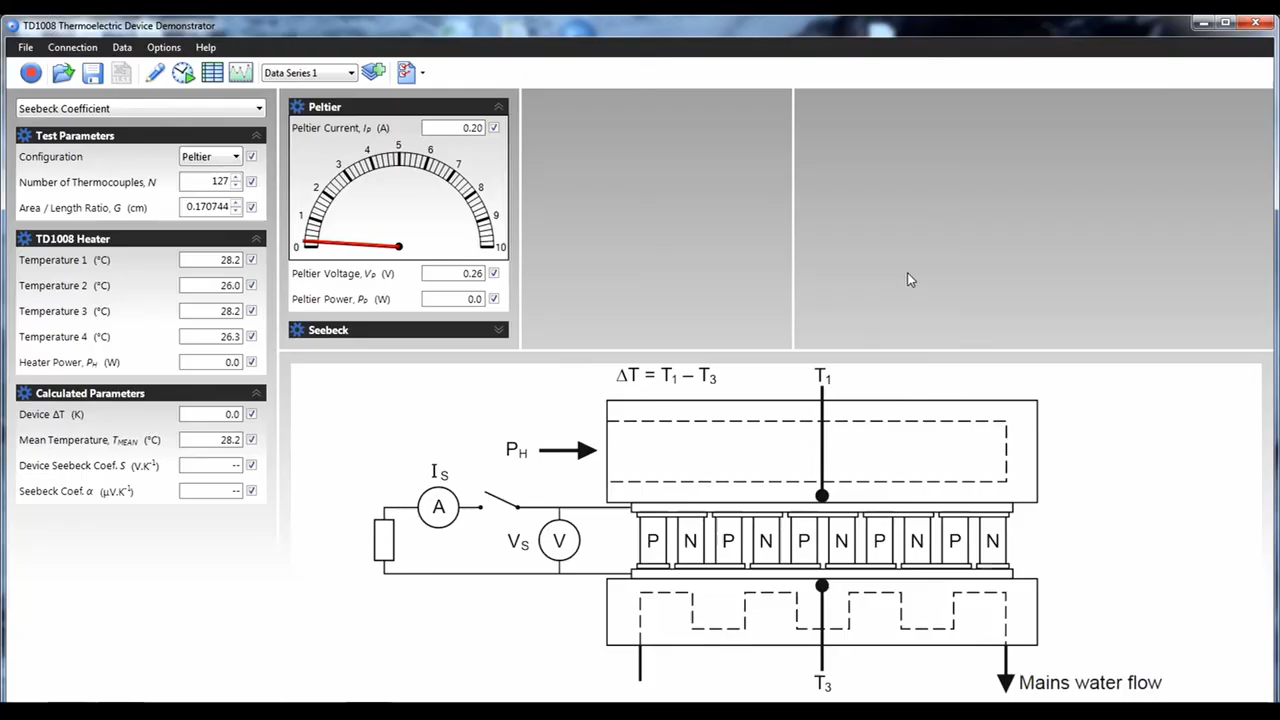 TD1008 Thermoelectric Device Demonstrator
File Connection Data Options Help
Data Series 1
Seebeck Coefficient
Test Parameters
Configuration Peltier
Number of Thermocouples, N 127
Area / Length Ratio, G (cm) 0.170744
TD1008 Heater
Temperature 1 (°C) 28.2
Temperature 2 (°C) 26.0
Temperature 3 (°C) 28.2
Temperature 4 (°C) 26.3
Heater Power, PH (W) 0.0
Calculated Parameters
Device ΔT (K) 0.0
Mean Temperature, TMEAN (°C) 28.2
Device Seebeck Coef. S (V.K-1) --
Seebeck Coef. α (µV.K-1) --
Peltier
Peltier Current, IP (A) 0.20
0 1 2 3 4 5 6 7 8 9 10
Peltier Voltage, VP (V) 0.26
Peltier Power, PP (W) 0.0
Seebeck
ΔT = T1 – T3
T1
PH
IS
A
VS V
P N P N P N P N P N
T3
Mains water flow